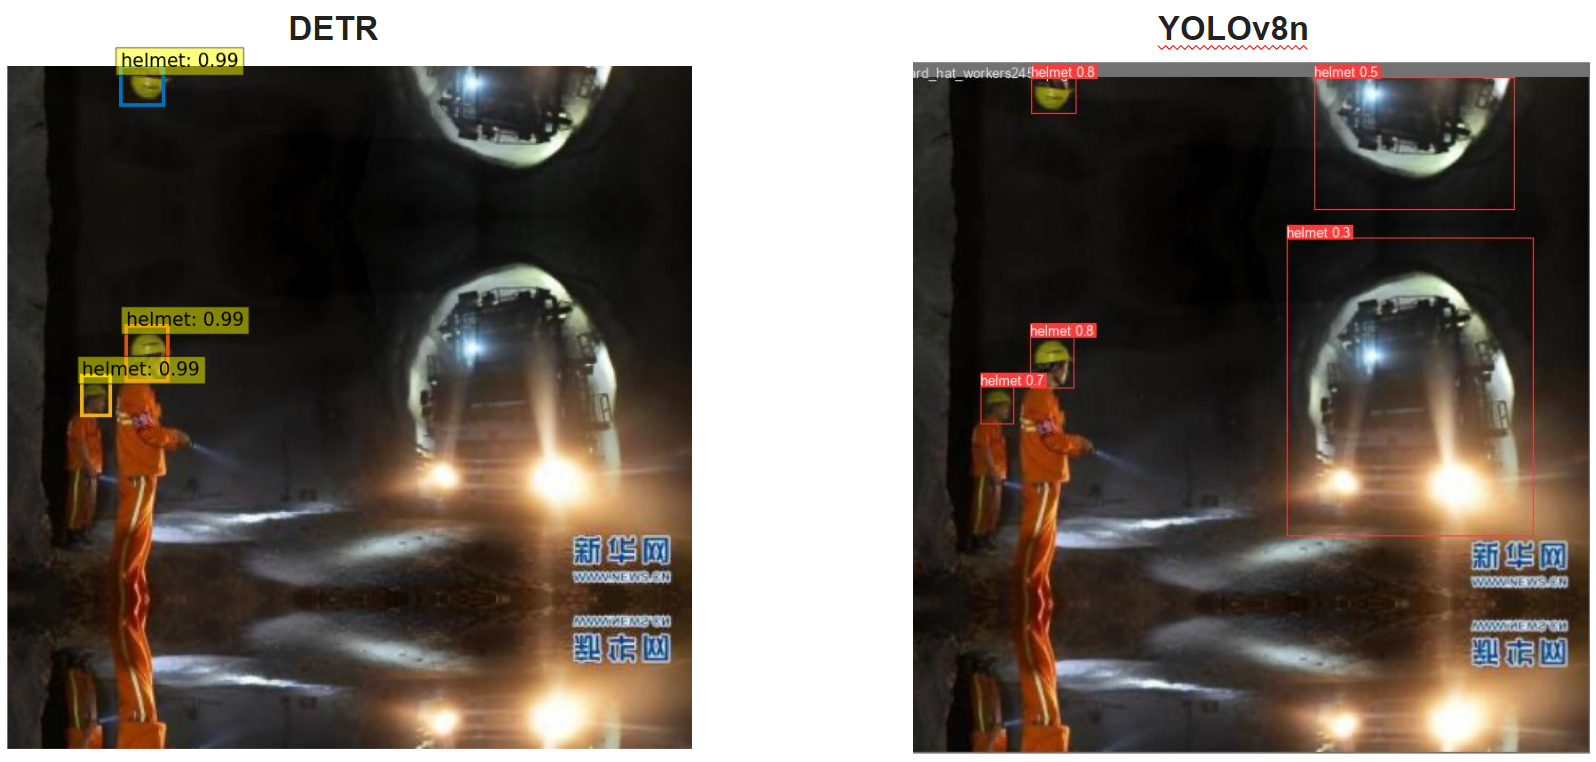 DETR
YOLOv8n
helmet: 0.99
helmet: 0.99
helmet: 0.99
新华网
WWW.NEWS.CN
ard_hat_workers245
helmet 0.8
helmet 0.5
helmet 0.3
helmet 0.8
helmet 0.7
新华网
WWW.NEWS.CN